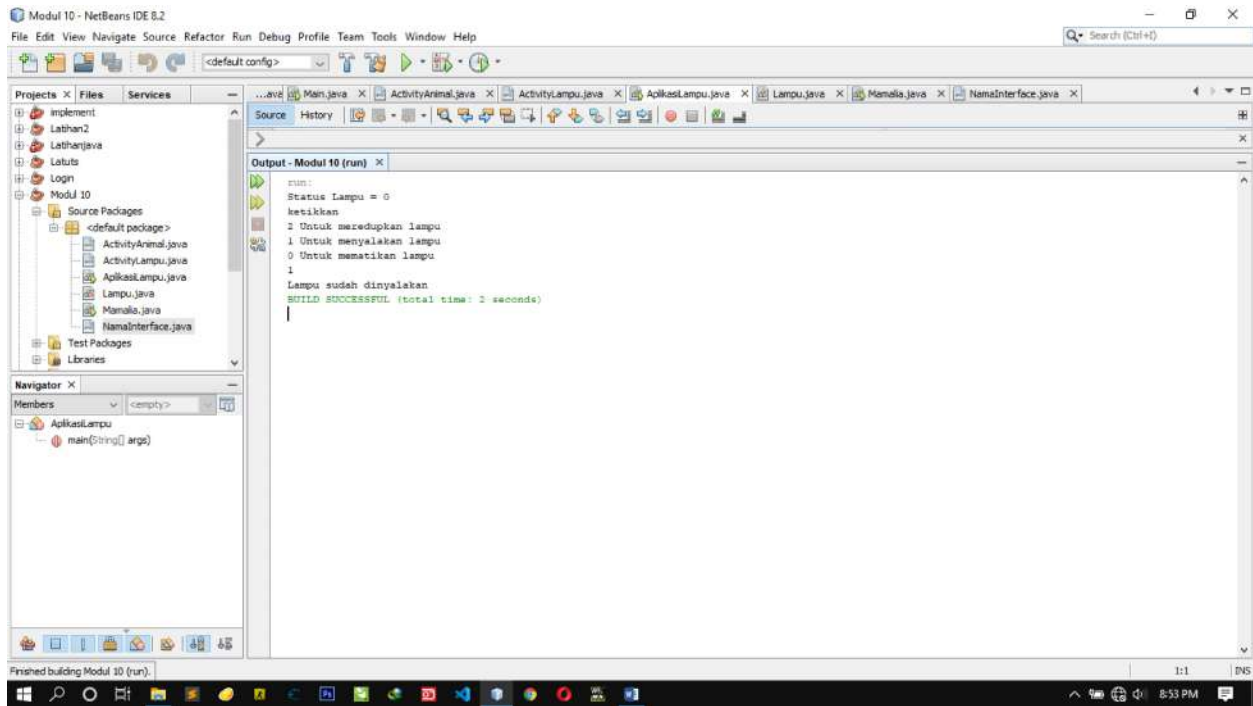 Modul 10 - NetBeans IDE 8.2
File Edit View Navigate Source Refactor Run Debug Profile Team Tools Window Help
Search (Ctrl+I)
<default config>
Projects Files Services
implement
Latihan2
Latihanjava
Latuts
Login
Modul 10
Source Packages
<default package>
ActivityAnimal.java
ActivityLampu.java
AplikasiLampu.java
Lampu.java
Mamalia.java
NamaInterface.java
Test Packages
Libraries
Navigator
Members <empty>
AplikasiLampu
main(String[] args)
...ava Main.java ActivityAnimal.java ActivityLampu.java AplikasiLampu.java Lampu.java Mamalia.java NamaInterface.java
Source History
Output - Modul 10 (run)
run:
Status Lampu = 0
ketikkan
2 Untuk meredupkan lampu
1 Untuk menyalakan lampu
0 Untuk mematikan lampu
1
Lampu sudah dinyalakan
BUILD SUCCESSFUL (total time: 2 seconds)
Finished building Modul 10 (run).
1:1 INS
8:53 PM